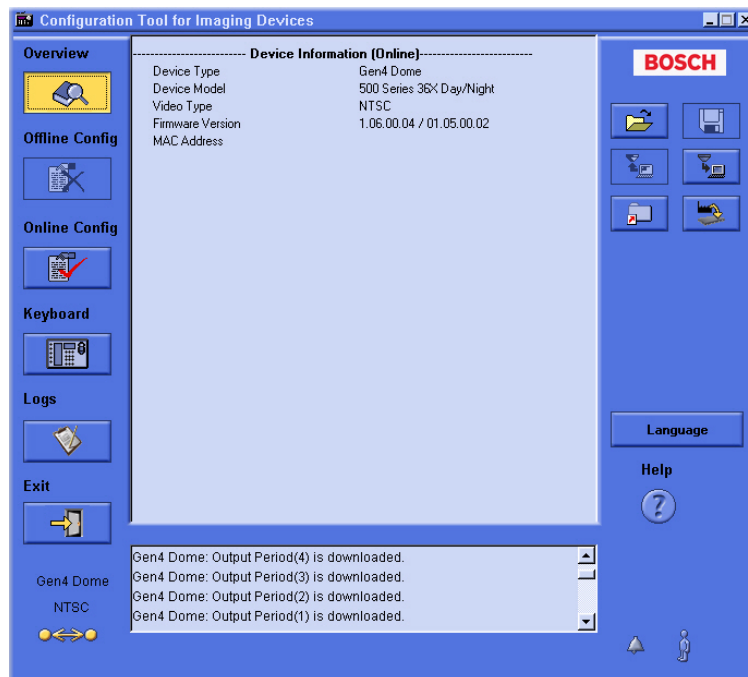 Configuration Tool for Imaging Devices
Overview
Offline Config
Online Config
Keyboard
Logs
Exit
Gen4 Dome
NTSC
-------------------------- Device Information (Online)--------------------------
Device Type Gen4 Dome
Device Model 500 Series 36X Day/Night
Video Type NTSC
Firmware Version 1.06.00.04 / 01.05.00.02
MAC Address
Gen4 Dome: Output Period(4) is downloaded.
Gen4 Dome: Output Period(3) is downloaded.
Gen4 Dome: Output Period(2) is downloaded.
Gen4 Dome: Output Period(1) is downloaded.
BOSCH
Language
Help
?